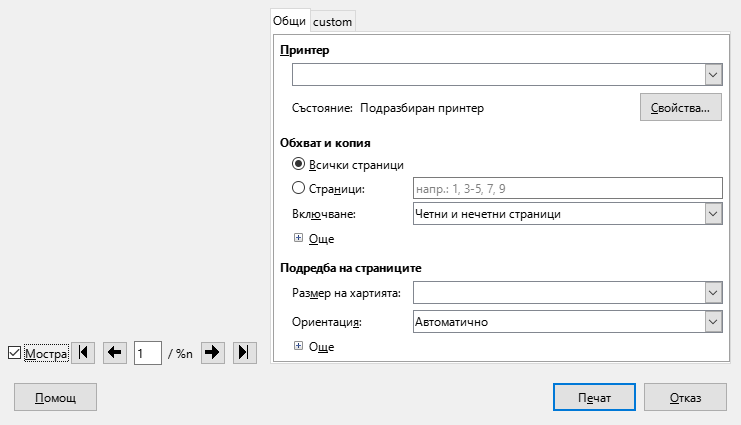 Общи custom
Принтер
Състояние: Подразбиран принтер Свойства...
Обхват и копия
Всички страници
Страници: напр.: 1, 3-5, 7, 9
Включване: Четни и нечетни страници
Още
Подредба на страниците
Размер на хартията:
Ориентация: Автоматично
Още
Мостра 1 / %n
Помощ Печат Отказ